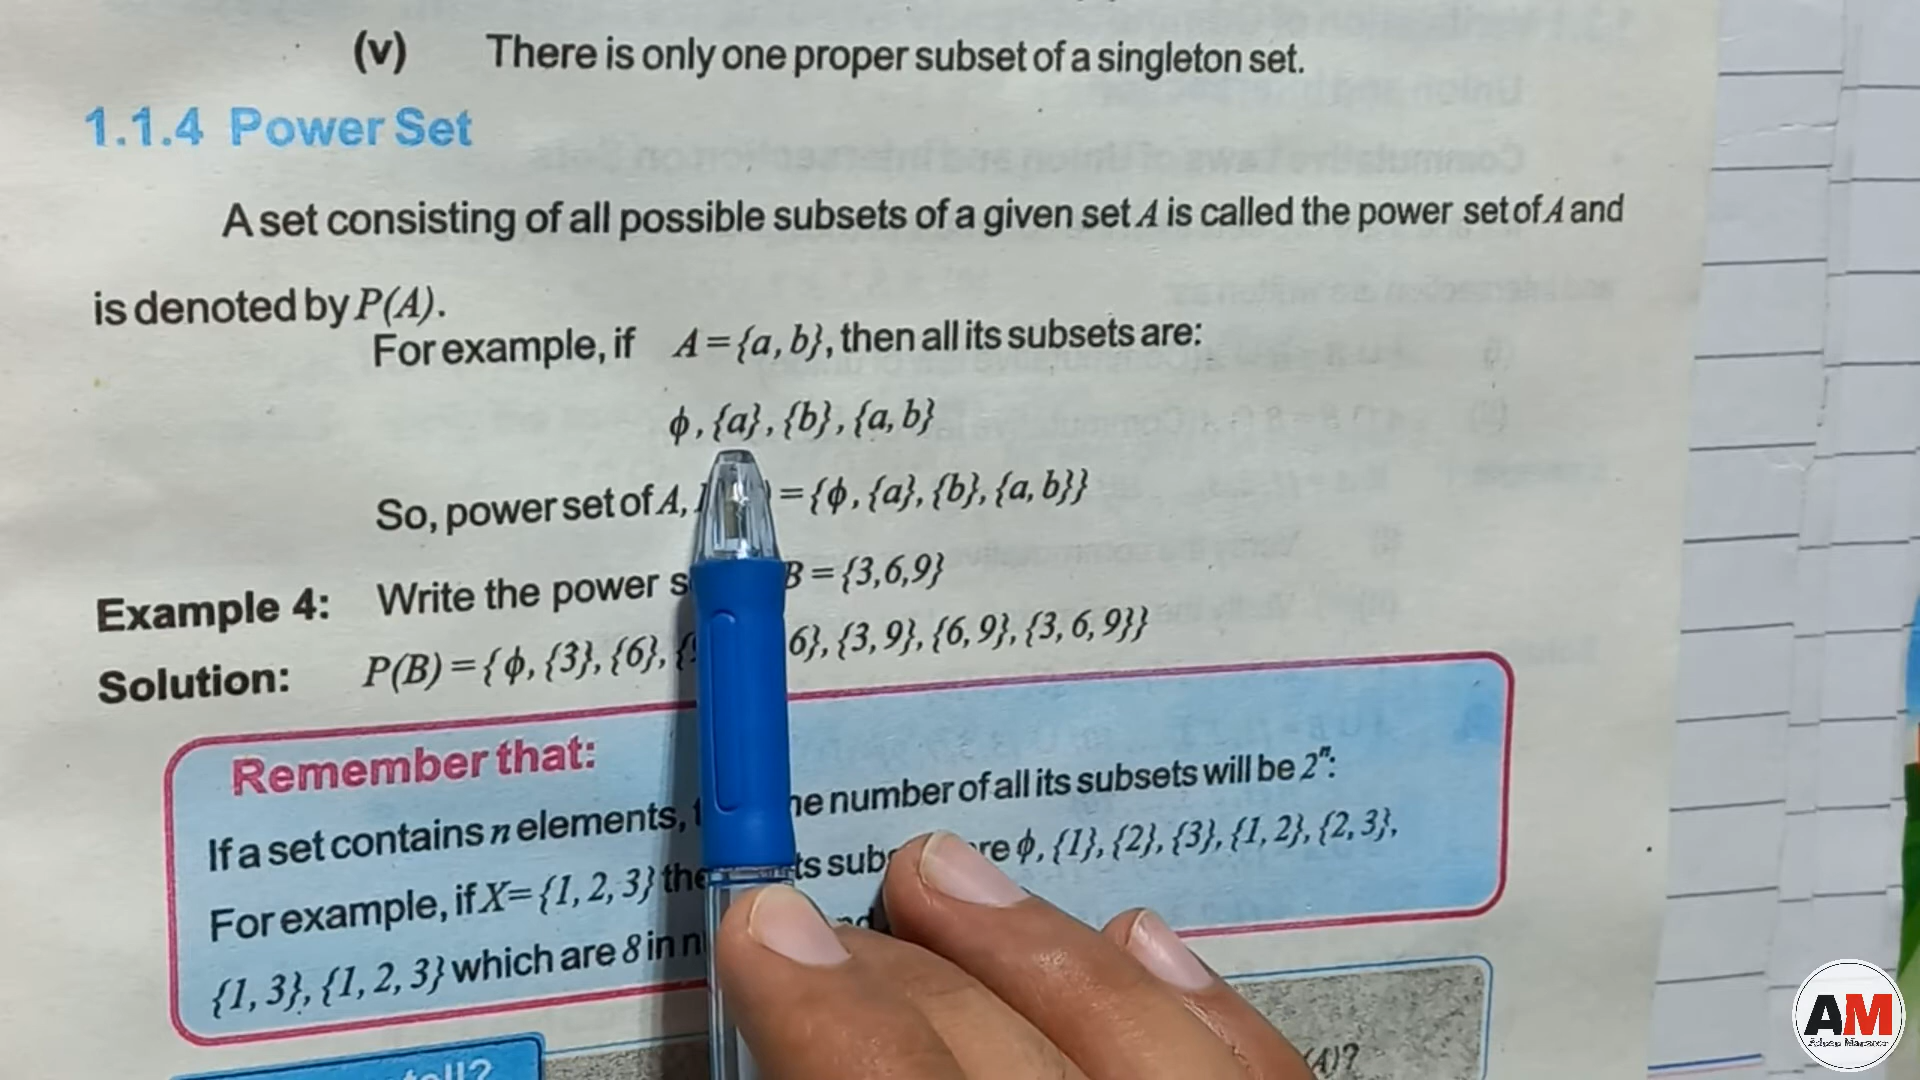 (v) There is only one proper subset of a singleton set.
1.1.4 Power Set
A set consisting of all possible subsets of a given set A is called the power set of A and
is denoted by P(A).
For example, if A = {a, b}, then all its subsets are:
ϕ, {a}, {b}, {a, b}
So, power set of A, = {ϕ, {a}, {b}, {a, b}}
Example 4: Write the power B = {3,6,9}
Solution: P(B) = { ϕ, {3}, {6}, 6}, {3, 9}, {6, 9}, {3, 6, 9}}
Remember that:
If a set contains n elements, number of all its subsets will be 2ⁿ:
For example, if X= {1, 2, 3} ϕ, {1}, {2}, {3}, {1, 2}, {2, 3},
{1, 3}, {1, 2, 3} which are 8 in
AM